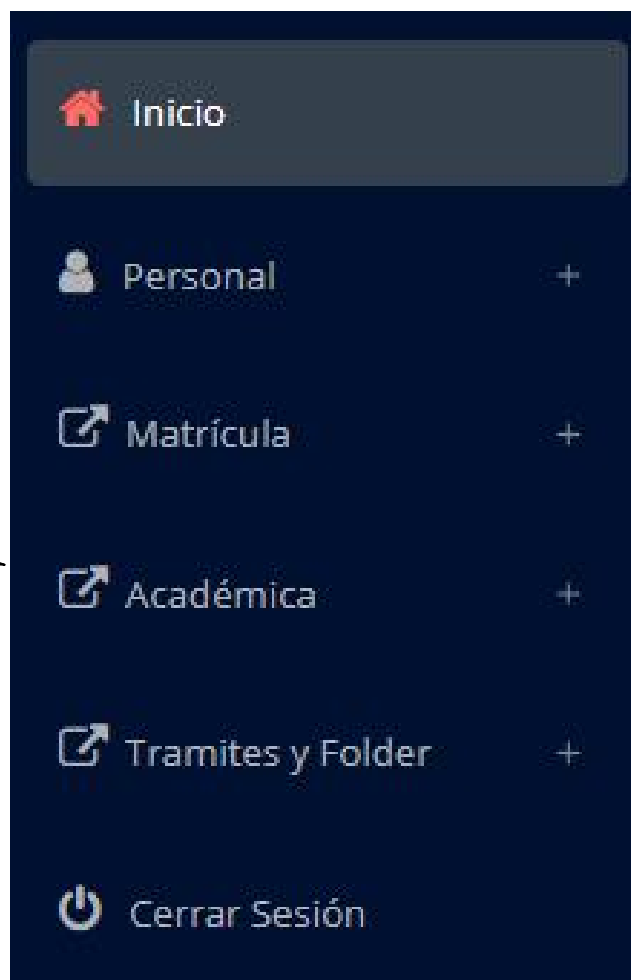 Inicio
Personal +
Matrícula +
Académica +
Tramites y Folder +
Cerrar Sesión